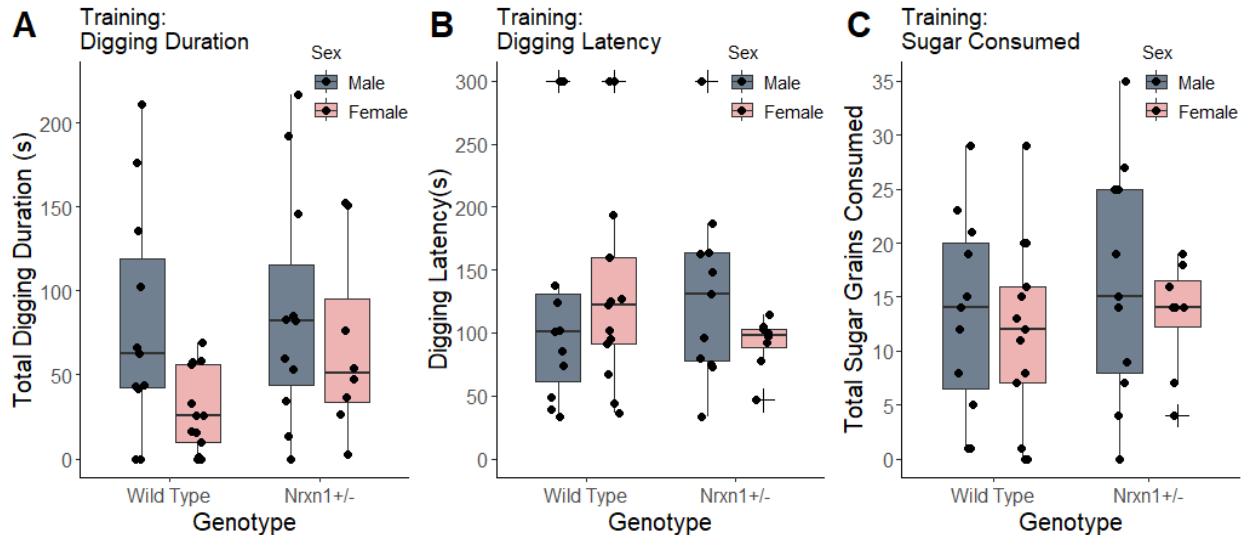 A
Training:
Digging Duration
Sex
Male
Female
Total Digging Duration (s)
200
150
100
50
0
Wild Type
Nrxn1+/-
Genotype
B
Training:
Digging Latency
Sex
Male
Female
Digging Latency(s)
300
250
200
150
100
50
0
Wild Type
Nrxn1+/-
Genotype
C
Training:
Sugar Consumed
Sex
Male
Female
Total Sugar Grains Consumed
35
30
25
20
15
10
5
0
Wild Type
Nrxn1+/-
Genotype